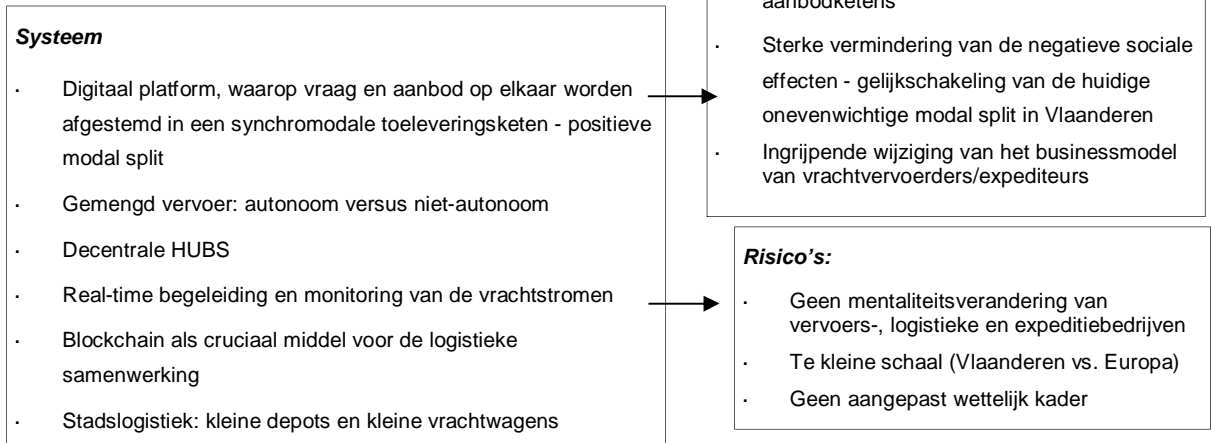 Systeem
· Digitaal platform, waarop vraag en aanbod op elkaar worden
afgestemd in een synchromodale toeleveringsketen - positieve
modal split
· Gemengd vervoer: autonoom versus niet-autonoom
· Decentrale HUBS
· Real-time begeleiding en monitoring van de vrachtstromen
· Blockchain als cruciaal middel voor de logistieke
samenwerking
· Stadslogistiek: kleine depots en kleine vrachtwagens
aanbodketens
· Sterke vermindering van de negatieve sociale
effecten - gelijkschakeling van de huidige
onevenwichtige modal split in Vlaanderen
· Ingrijpende wijziging van het businessmodel
van vrachtvervoerders/expediteurs
Risico's:
· Geen mentaliteitsverandering van
vervoers-, logistieke en expeditiebedrijven
· Te kleine schaal (Vlaanderen vs. Europa)
· Geen aangepast wettelijk kader